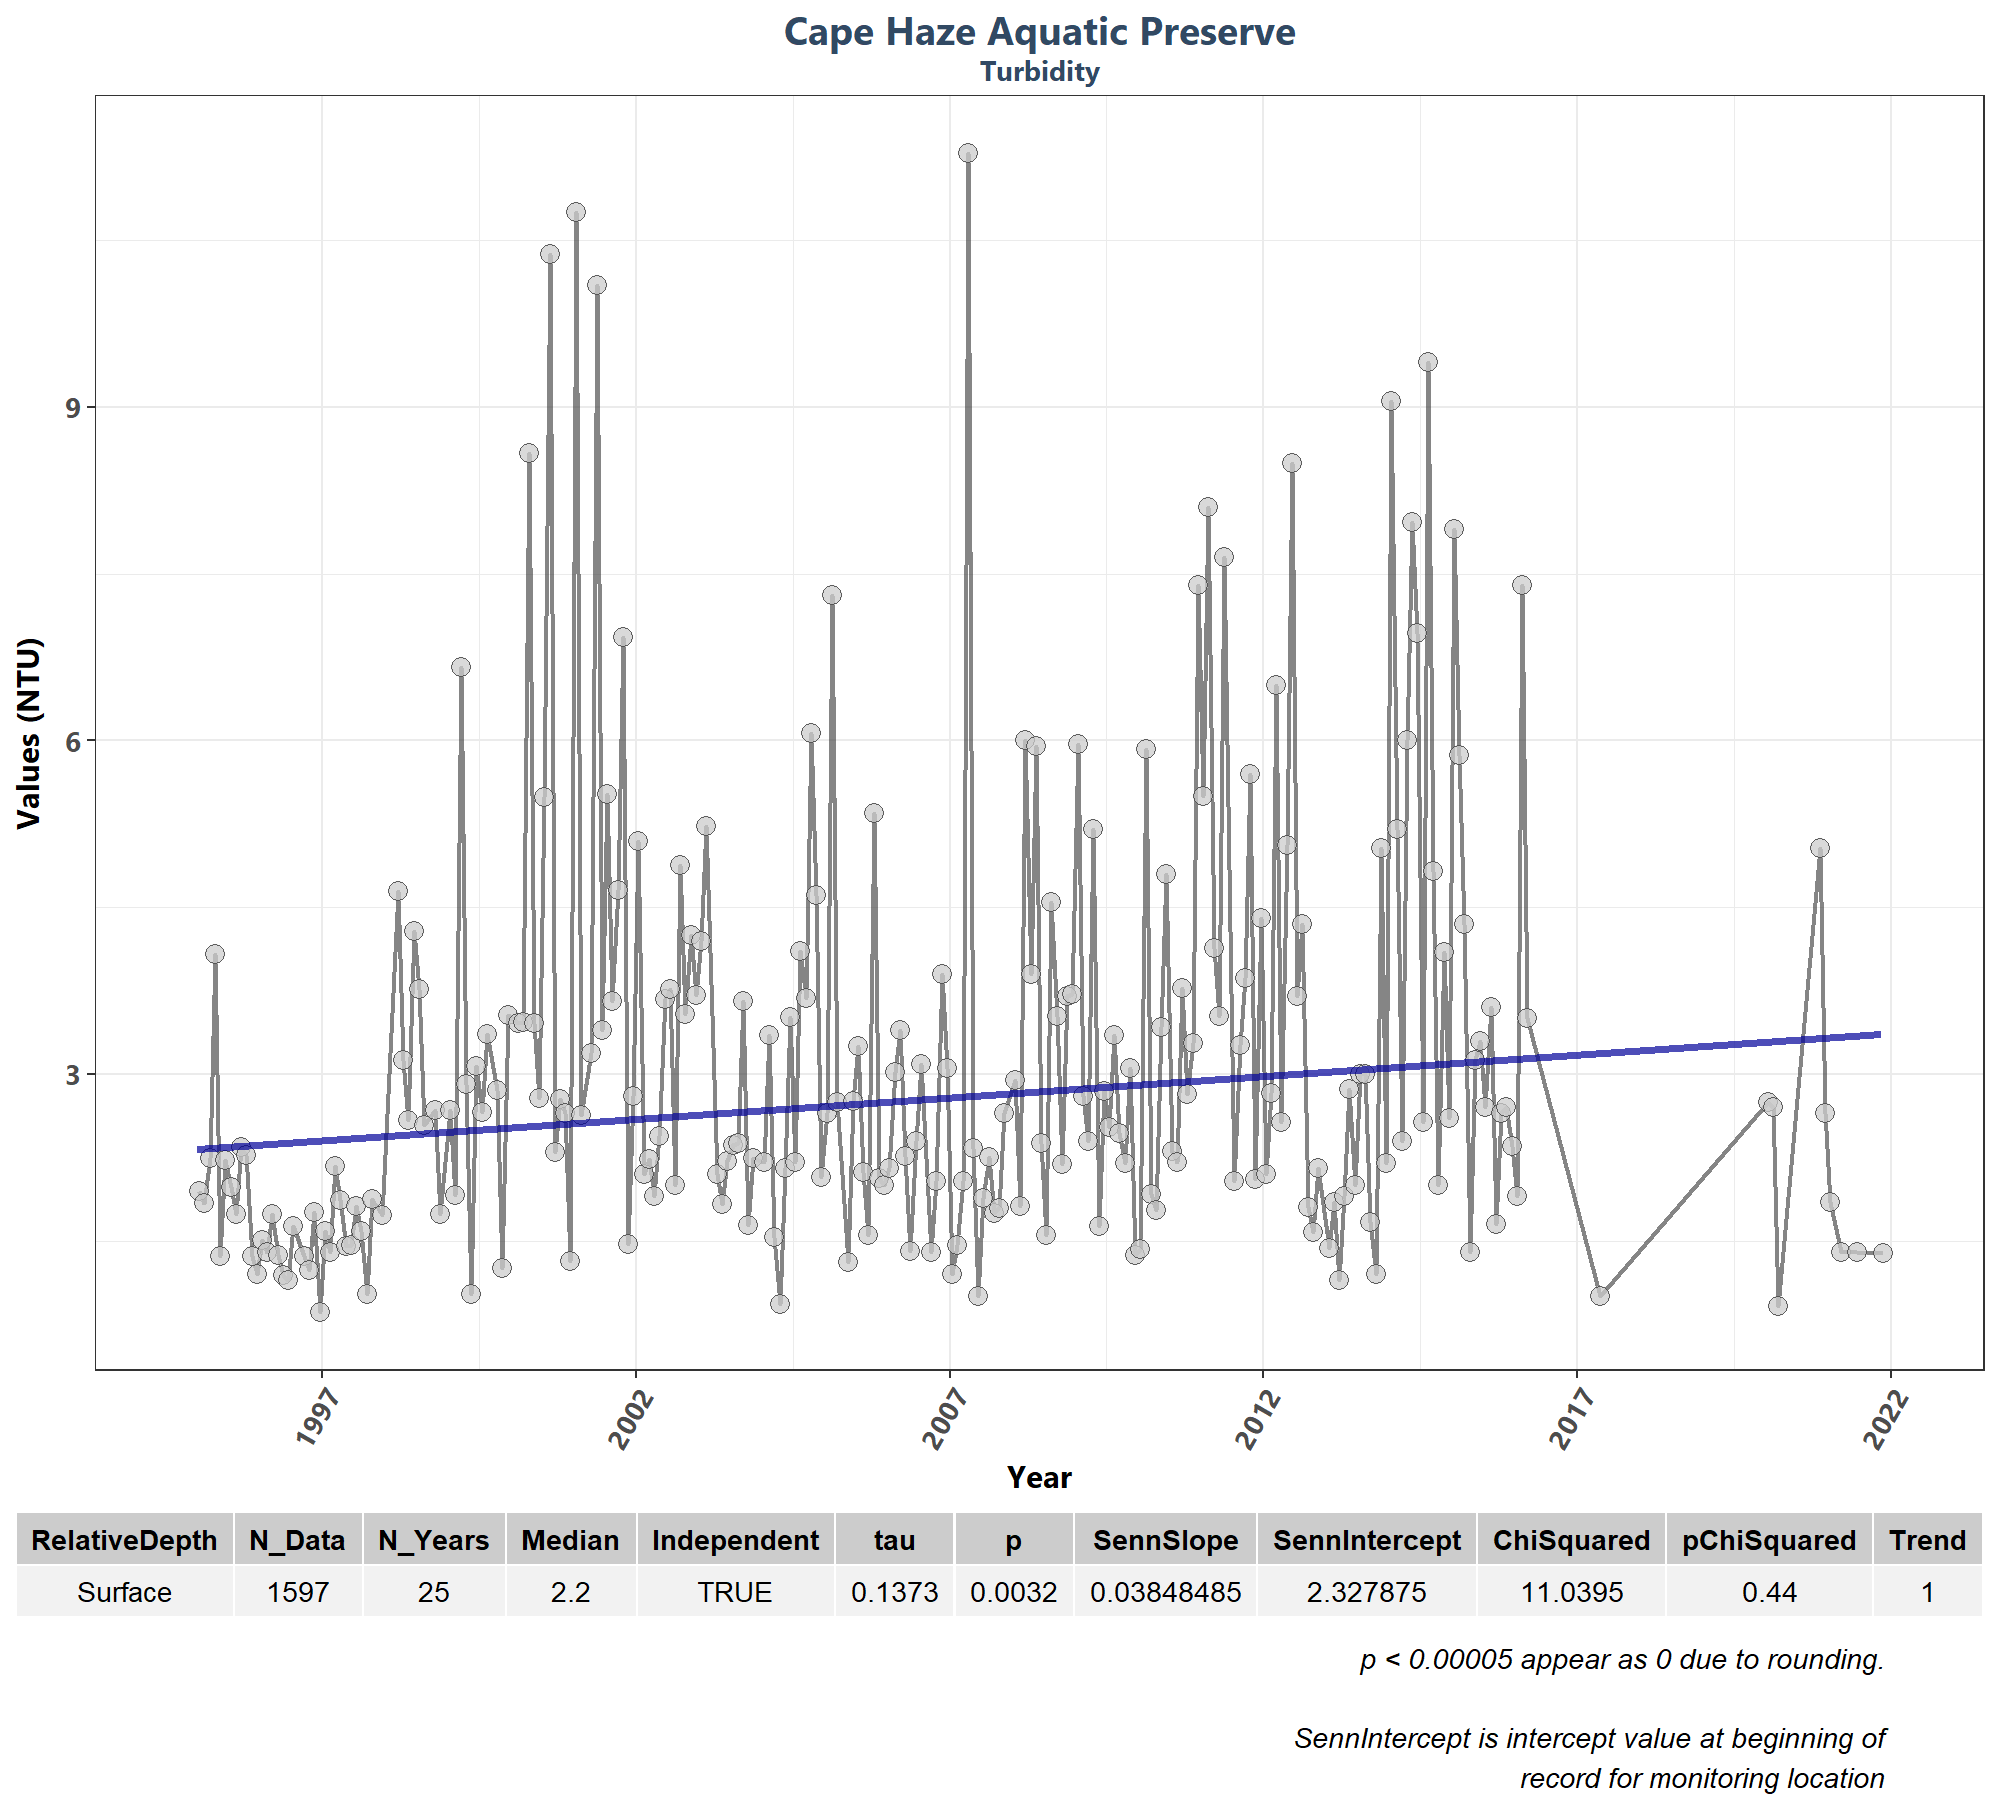 Cape Haze Aquatic Preserve
Turbidity
Values (NTU)
9
6
3
1997
2002
2007
2012
2017
2022
Year
RelativeDepth N_Data N_Years Median Independent tau p SennSlope SennIntercept ChiSquared pChiSquared Trend
Surface 1597 25 2.2 TRUE 0.1373 0.0032 0.03848485 2.327875 11.0395 0.44 1
p < 0.00005 appear as 0 due to rounding.
SennIntercept is intercept value at beginning of
record for monitoring location